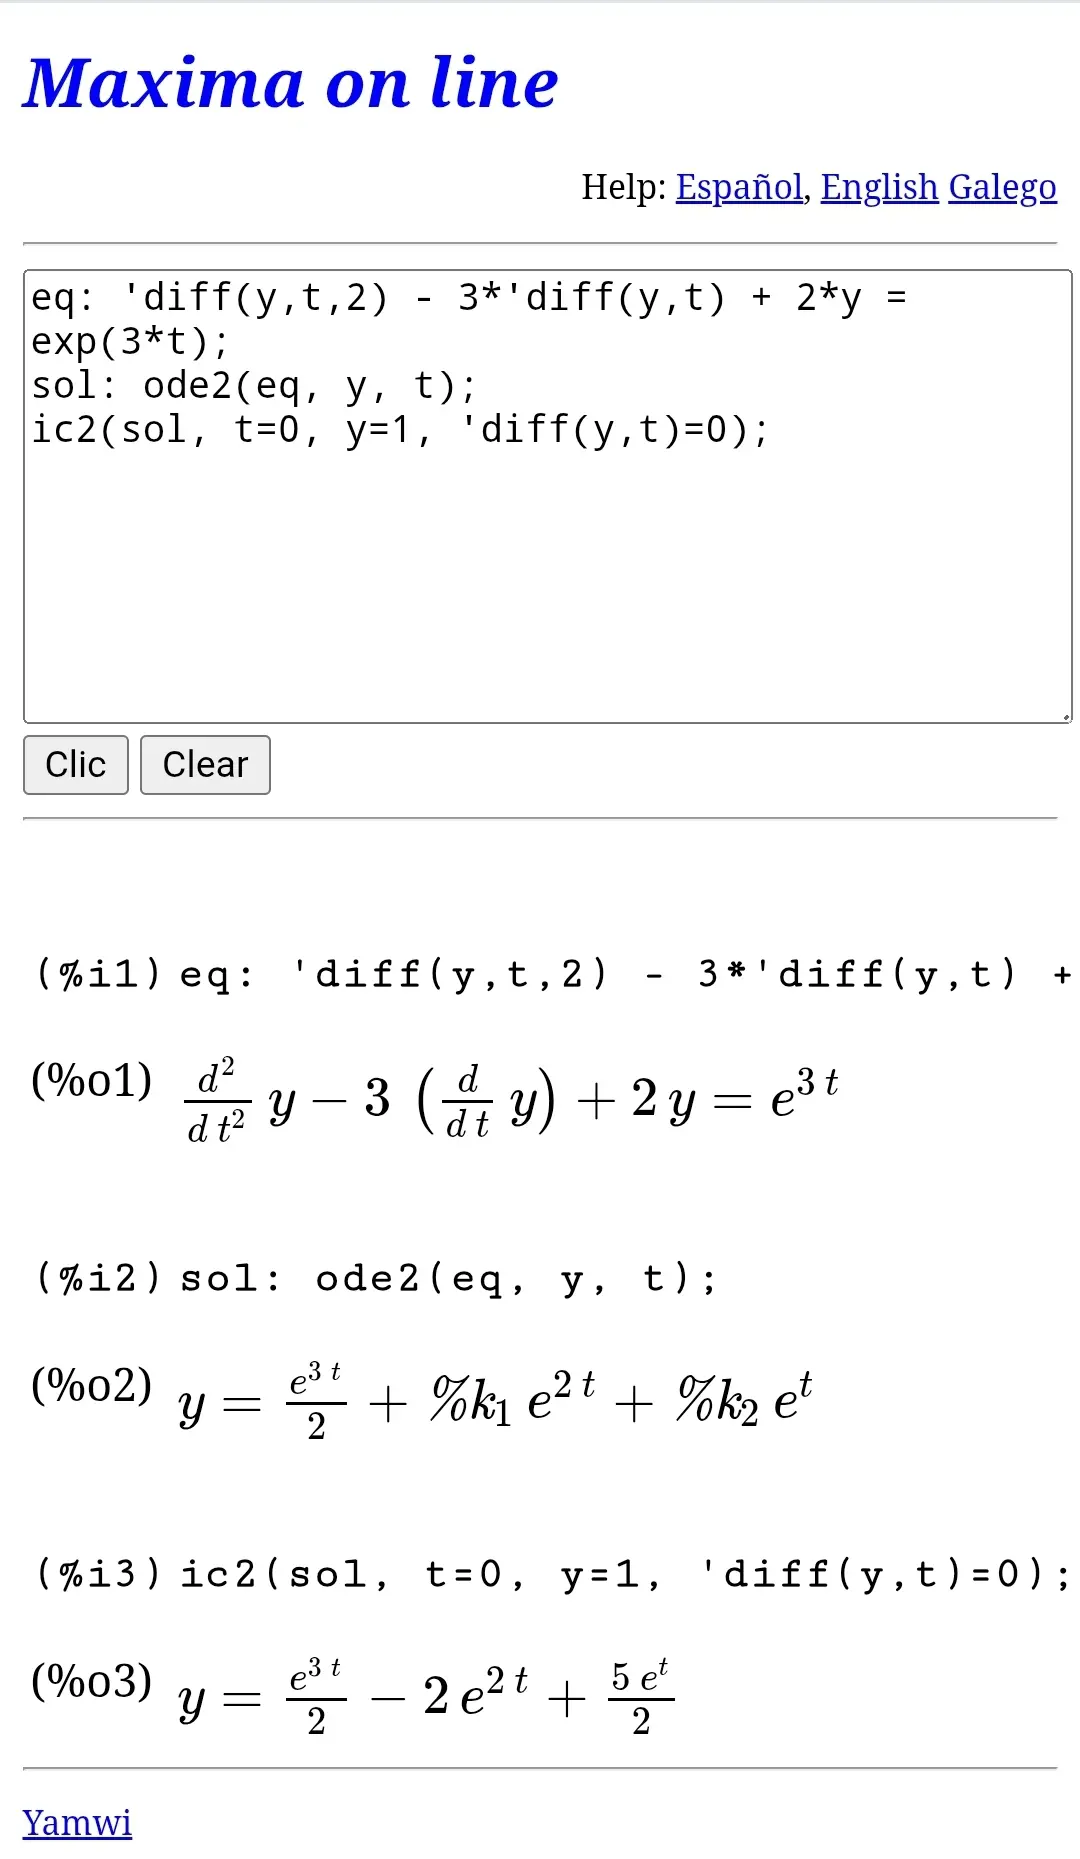 Maxima on line
Help: Español, English Galego
eq: 'diff(y,t,2) - 3*'diff(y,t) + 2*y =
exp(3*t);
sol: ode2(eq, y, t);
ic2(sol, t=0, y=1, 'diff(y,t)=0);
Clic Clear
(%i1) eq: 'diff(y,t,2) - 3*'diff(y,t) +
(%o1) \frac{d^2}{d t^2} y - 3 \left(\frac{d}{d t} y\right) + 2 y = e^{3 t}
(%i2) sol: ode2(eq, y, t);
(%o2) y = \frac{e^{3 t}}{2} + %k_1 e^{2 t} + %k_2 e^t
(%i3) ic2(sol, t=0, y=1, 'diff(y,t)=0);
(%o3) y = \frac{e^{3 t}}{2} - 2 e^{2 t} + \frac{5 e^t}{2}
Yamwi